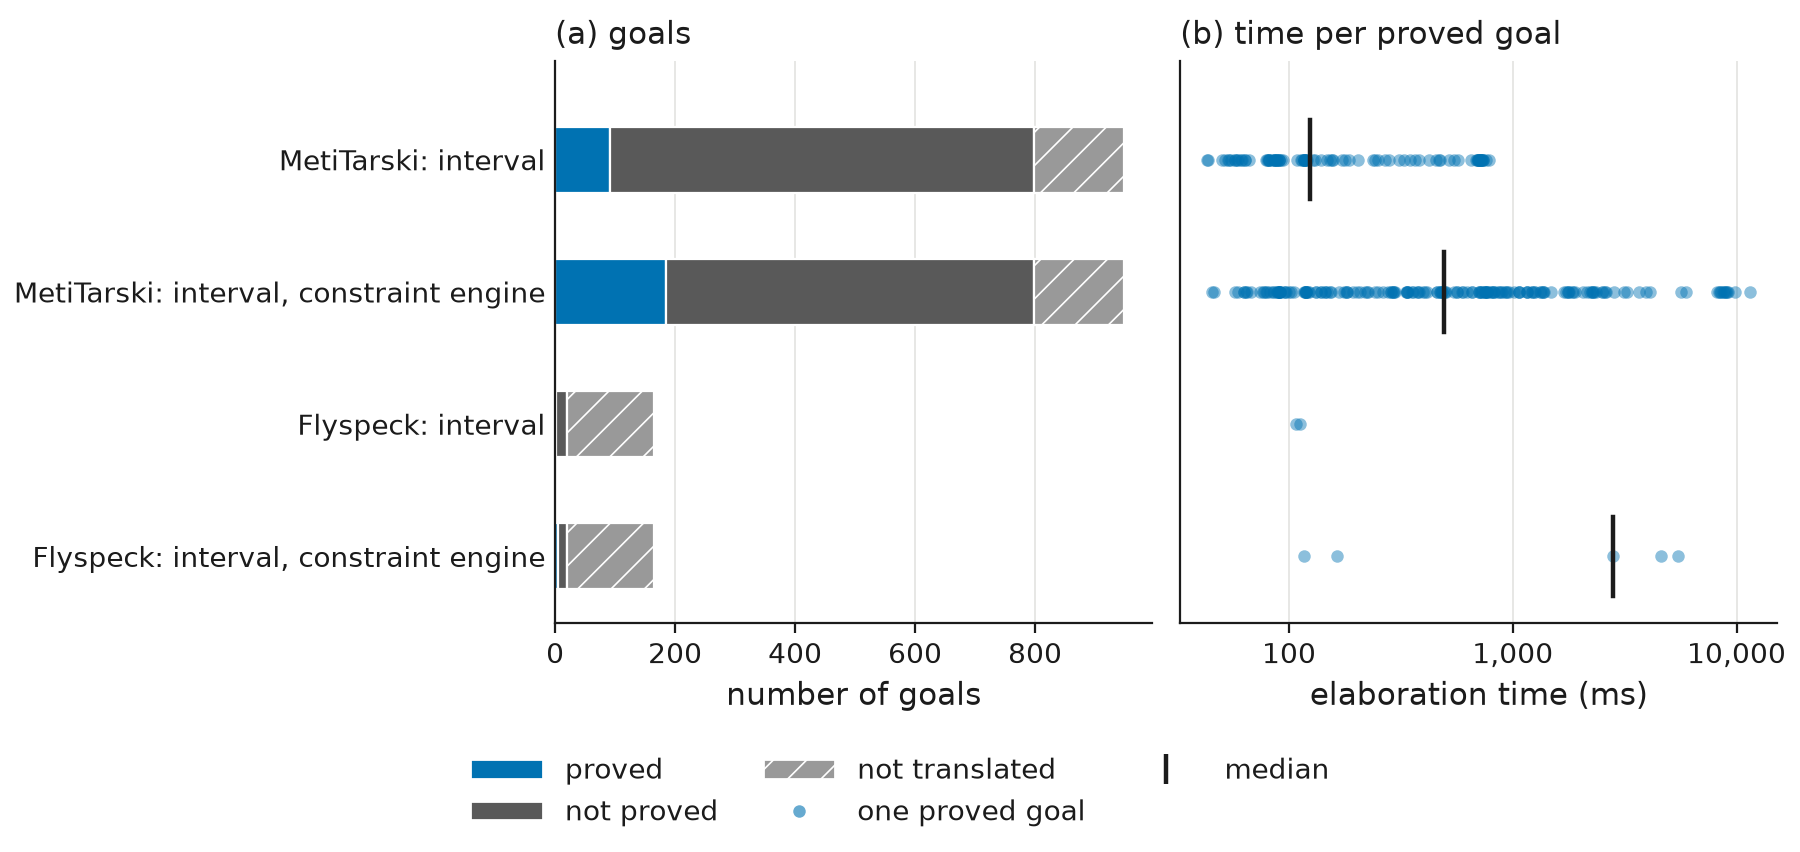 (a) goals
(b) time per proved goal
MetiTarski: interval
MetiTarski: interval, constraint engine
Flyspeck: interval
Flyspeck: interval, constraint engine
0 200 400 600 800
100 1,000 10,000
number of goals
elaboration time (ms)
proved
not translated
median
not proved
one proved goal